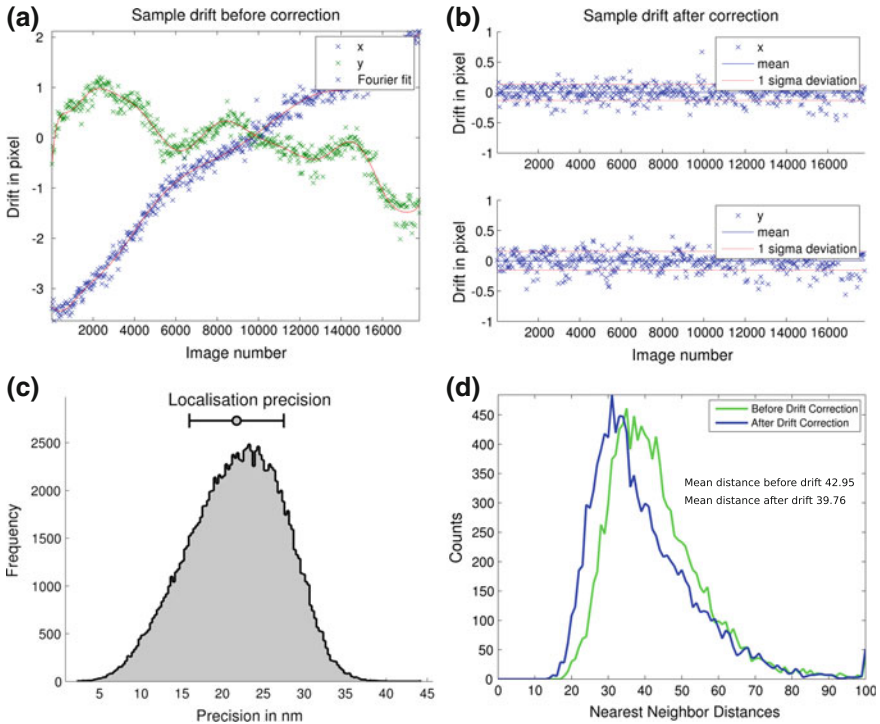 (a)
Sample drift before correction
2
1
0
-1
-2
-3
Drift in pixel
x
y
Fourier fit
2000 4000 6000 8000 10000 12000 14000 16000
Image number
(b)
Sample drift after correction
1
0.5
0
-0.5
-1
Drift in pixel
x
mean
1 sigma deviation
2000 4000 6000 8000 10000 12000 14000 16000
1
0.5
0
-0.5
-1
Drift in pixel
y
mean
1 sigma deviation
2000 4000 6000 8000 10000 12000 14000 16000
Image number
(c)
Localisation precision
2500
2000
1500
1000
500
0
Frequency
5 10 15 20 25 30 35 40 45
Precision in nm
(d)
450
400
350
300
250
200
150
100
50
0
Counts
Before Drift Correction
After Drift Correction
Mean distance before drift 42.95
Mean distance after drift 39.76
0 10 20 30 40 50 60 70 80 90 100
Nearest Neighbor Distances